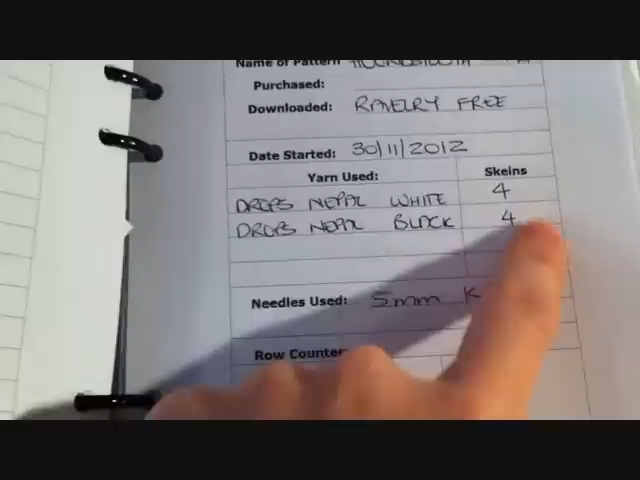 Name of Pattern HOUNDSTOOTH
Purchased:
Downloaded: RAVELRY FREE
Date Started: 30/11/2012
Yarn Used: Skeins
DROPS NEPAL WHITE 4
DROPS NEPAL BLACK 4
Needles Used: 5mm K
Row Counter